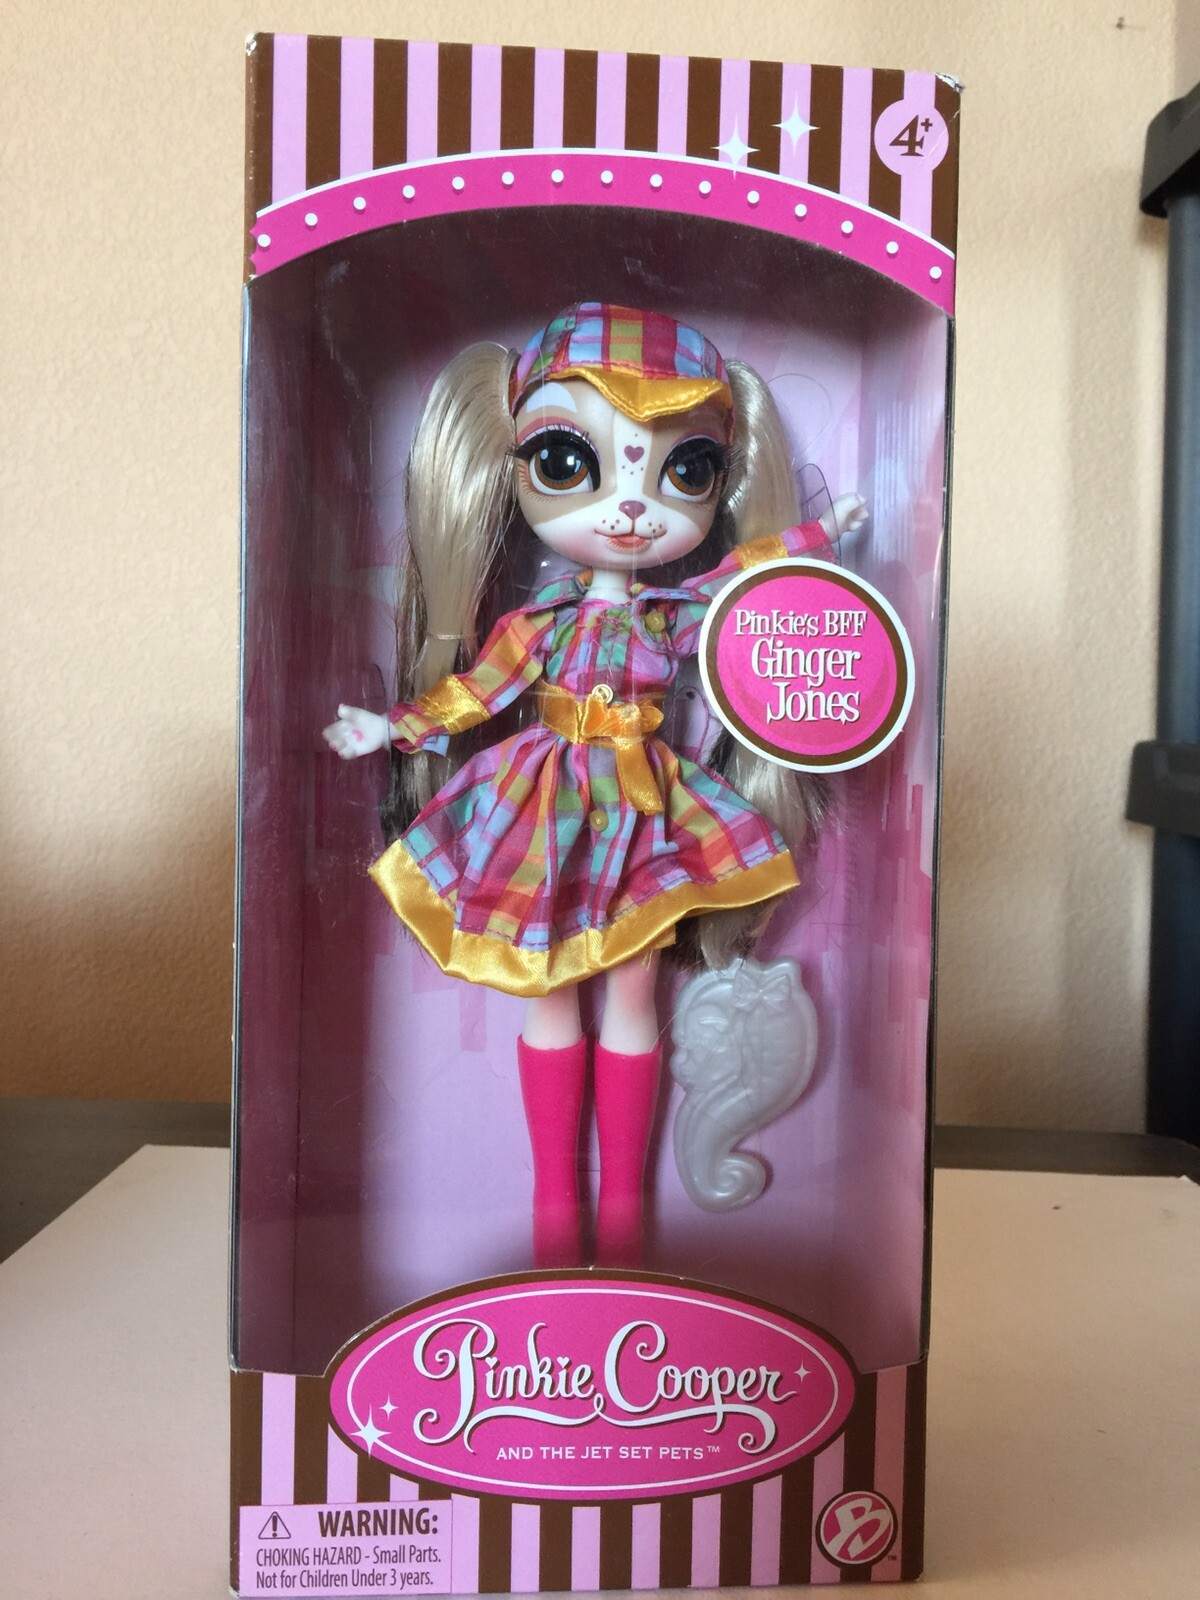 4+
Pinkie's BFF
Ginger
Jones
Pinkie Cooper
AND THE JET SET PETS™
WARNING:
CHOKING HAZARD - Small Parts.
Not for Children Under 3 years.
B™